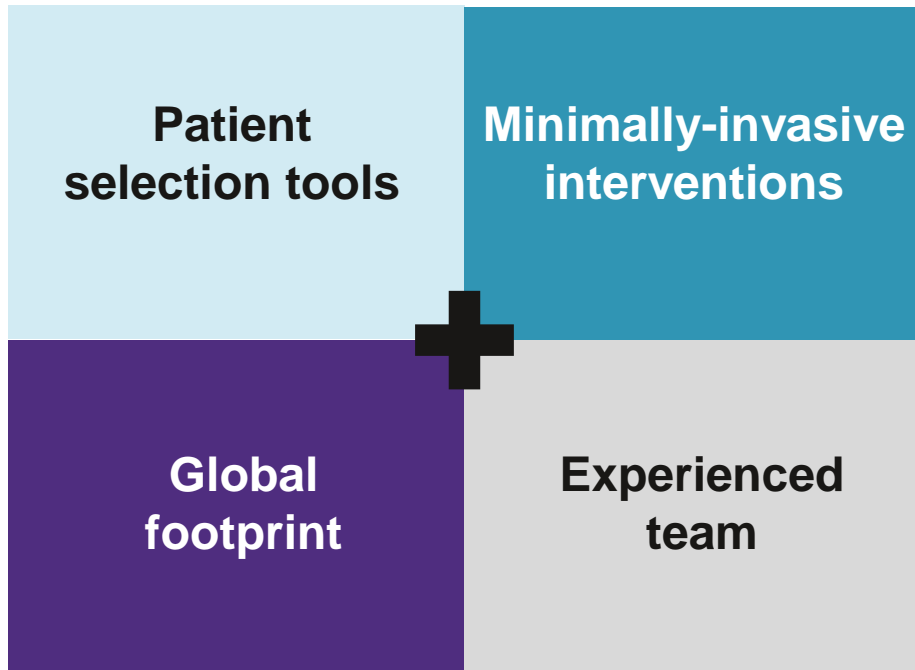 Patient
selection tools
Minimally-invasive
interventions
Global
footprint
Experienced
team